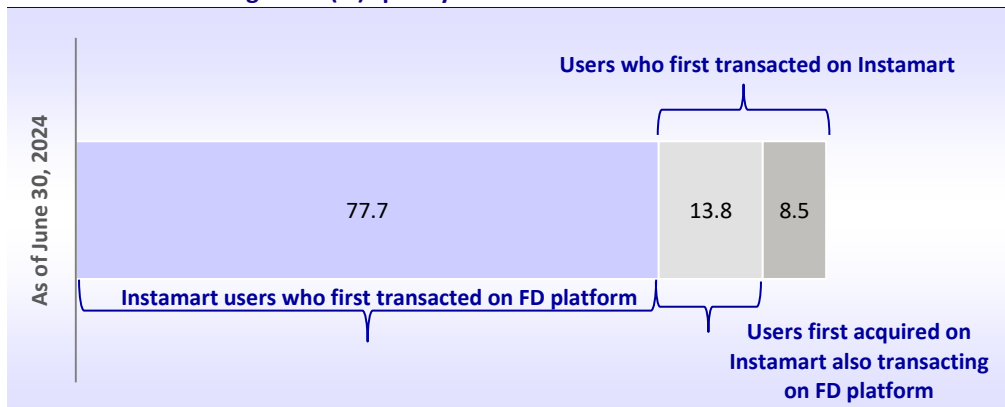 Users who first transacted on Instamart
As of June 30, 2024
77.7
13.8
8.5
Instamart users who first transacted on FD platform
Users first acquired on
Instamart also transacting
on FD platform